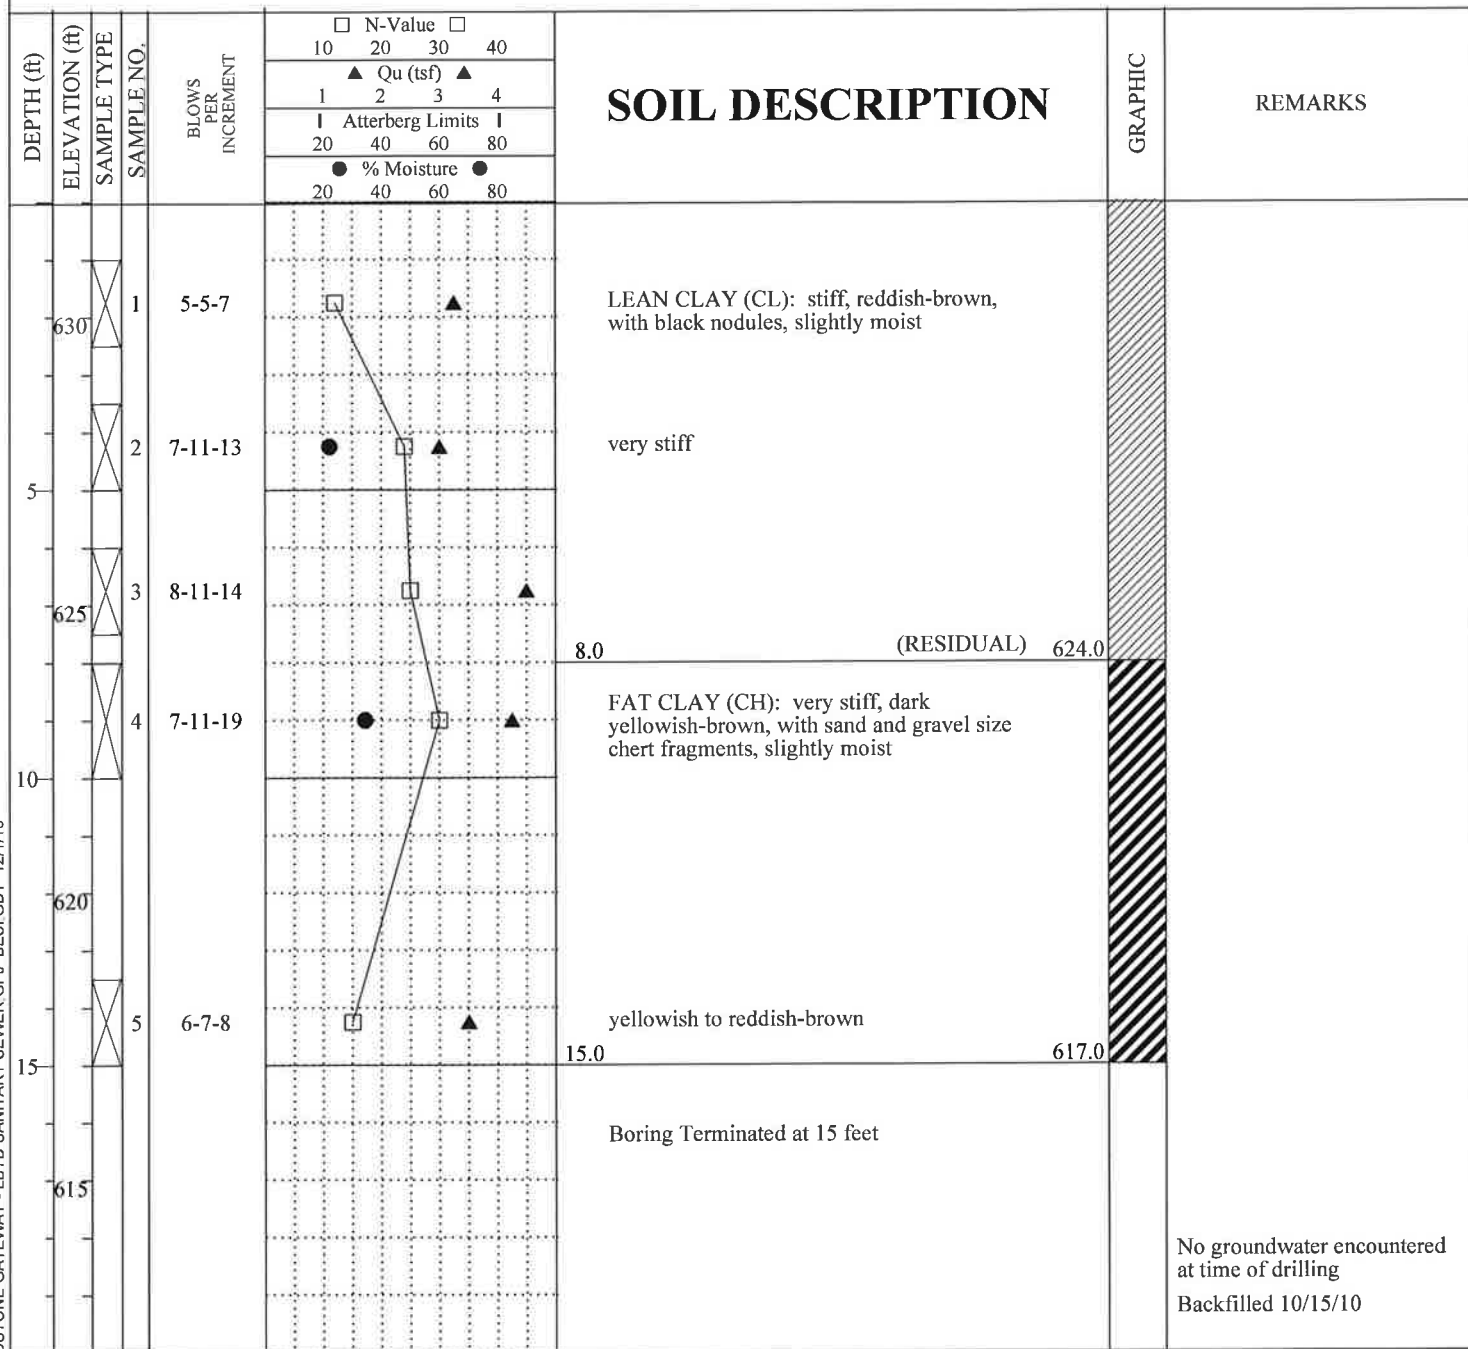 DEPTH (ft)
ELEVATION (ft)
SAMPLE TYPE
SAMPLE NO.
BLOWS
PER
INCREMENT
N-Value
10 20 30 40
▲ Qu (tsf) ▲
1 2 3 4
Atterberg Limits
20 40 60 80
● % Moisture ●
20 40 60 80
SOIL DESCRIPTION
GRAPHIC
REMARKS
1 5-5-7
LEAN CLAY (CL): stiff, reddish-brown,
with black nodules, slightly moist
630
2 7-11-13
very stiff
5
3 8-11-14
625
8.0 (RESIDUAL) 624.0
4 7-11-19
FAT CLAY (CH): very stiff, dark
yellowish-brown, with sand and gravel size
chert fragments, slightly moist
10
620
5 6-7-8
yellowish to reddish-brown
15.0 617.0
15
Boring Terminated at 15 feet
615
No groundwater encountered
at time of drilling
Backfilled 10/15/10